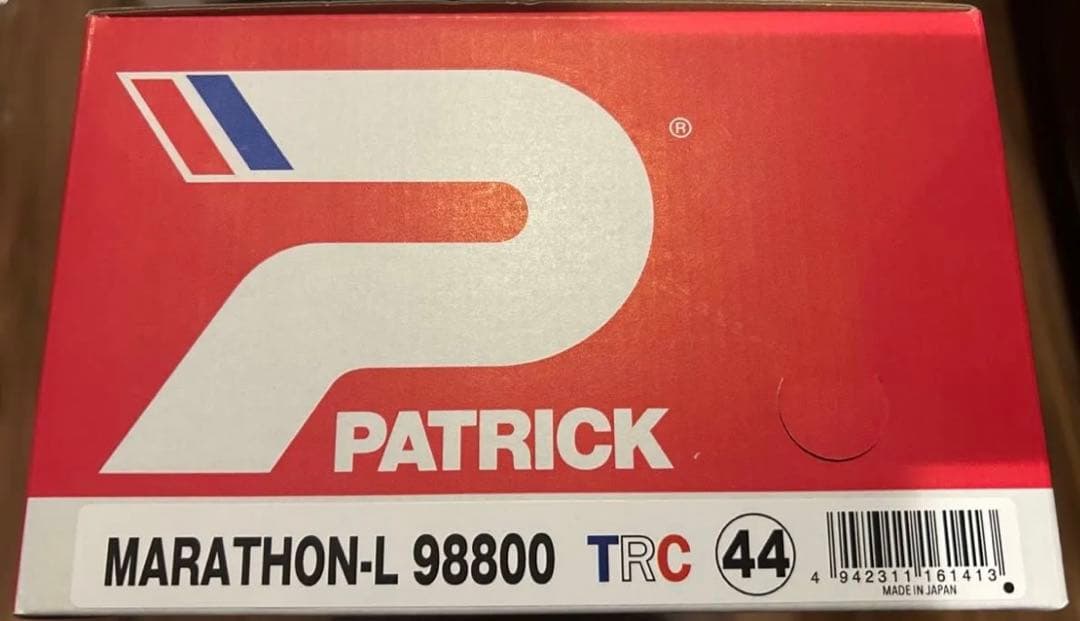 ®
PATRICK
MARATHON-L 98800 TRC 44
4 942311 161413
MADE IN JAPAN